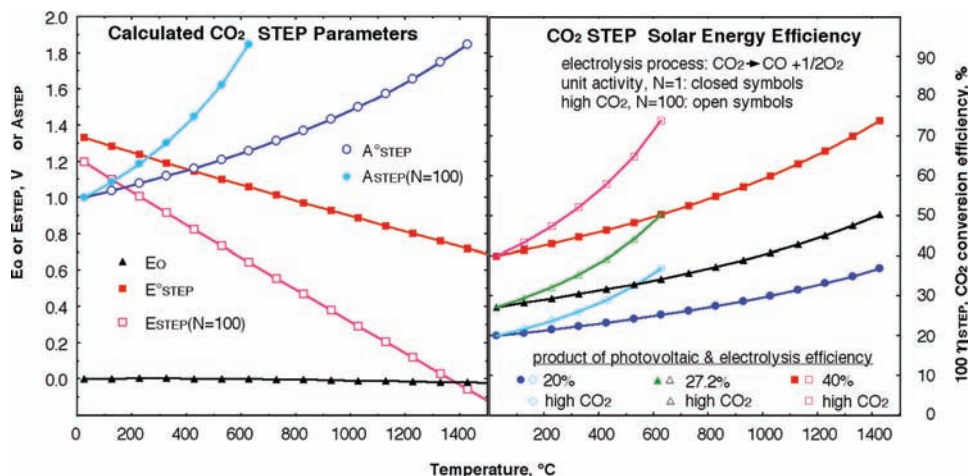 Calculated CO₂ STEP Parameters
A°STEP
ASTEP(N=100)
EO
E°STEP
ESTEP(N=100)
2.0
1.8
1.6
1.4
1.2
1.0
0.8
0.6
0.4
0.2
0.0
EO or ESTEP, V or ASTEP
0 200 400 600 800 1000 1200 1400
CO₂ STEP Solar Energy Efficiency
electrolysis process: CO₂→CO +1/2O₂
unit activity, N=1: closed symbols
high CO₂, N=100: open symbols
product of photovoltaic & electrolysis efficiency
20% 27.2% 40%
high CO₂ high CO₂ high CO₂
200 400 600 800 1000 1200 1400
90
80
70
60
50
40
30
20
10
0
100 ηSTEP, CO₂ conversion efficiency, %
Temperature, °C